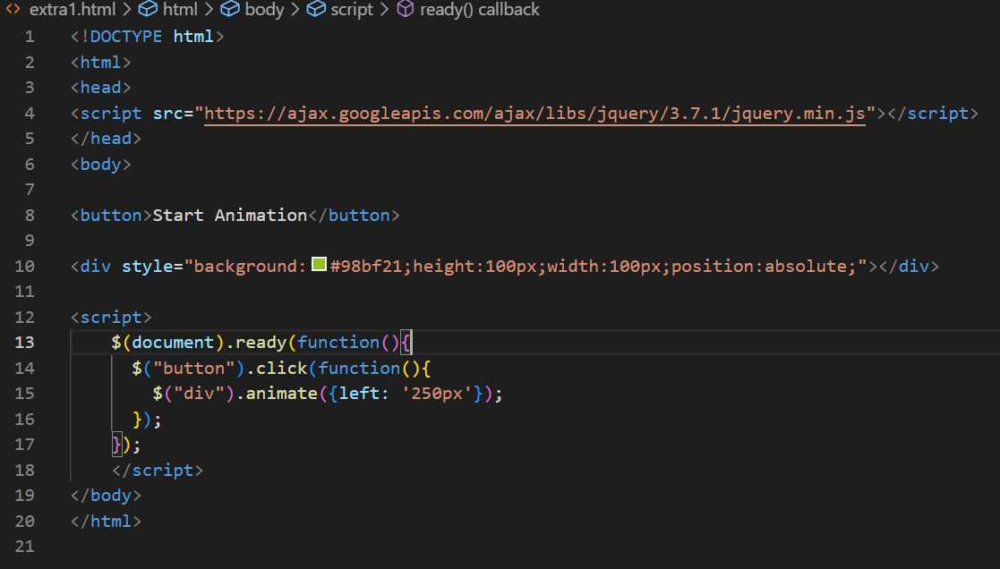 extra1.html > html > body > script > ready() callback
1 <!DOCTYPE html>
2 <html>
3 <head>
4 <script src="https://ajax.googleapis.com/ajax/libs/jquery/3.7.1/jquery.min.js"></script>
5 </head>
6 <body>
7
8 <button>Start Animation</button>
9
10 <div style="background:#98bf21;height:100px;width:100px;position:absolute;"></div>
11
12 <script>
13 $(document).ready(function(){
14 $("button").click(function(){
15 $("div").animate({left: '250px'});
16 });
17 });
18 </script>
19 </body>
20 </html>
21